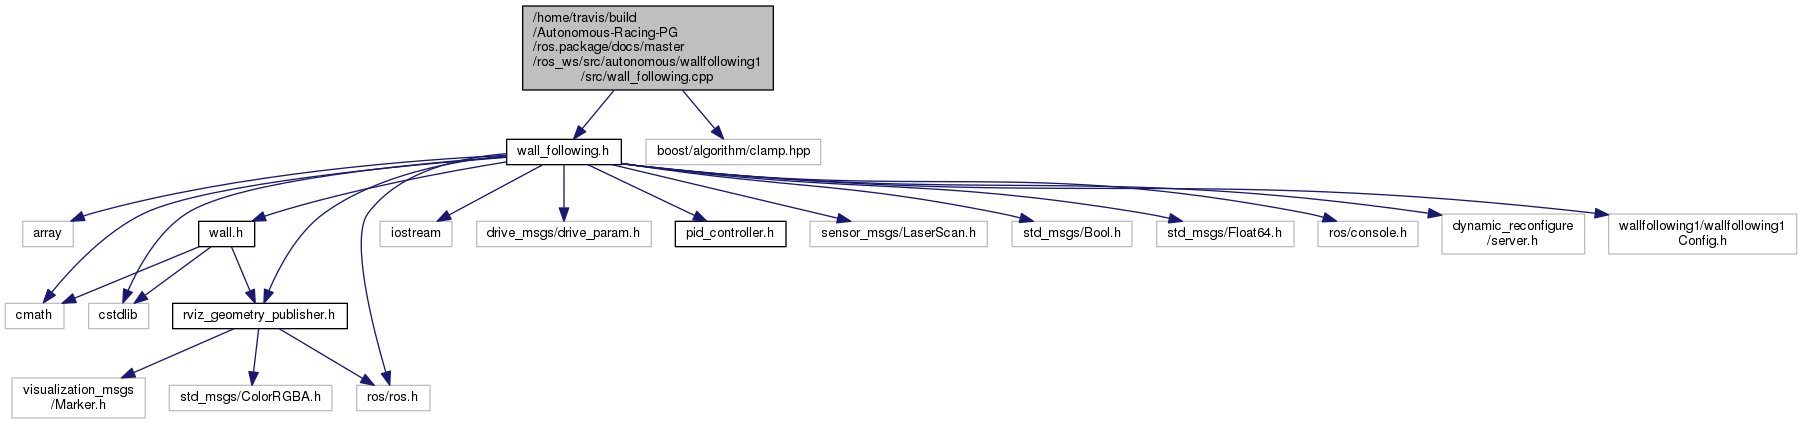 /home/travis/build
/Autonomous-Racing-PG
/ros.package/docs/master
/ros_ws/src/autonomous/wallfollowing1
/src/wall_following.cpp
wall_following.h
boost/algorithm/clamp.hpp
array
wall.h
iostream
drive_msgs/drive_param.h
pid_controller.h
sensor_msgs/LaserScan.h
std_msgs/Bool.h
std_msgs/Float64.h
ros/console.h
dynamic_reconfigure
/server.h
wallfollowing1/wallfollowing1
Config.h
cmath
cstdlib
rviz_geometry_publisher.h
visualization_msgs
/Marker.h
std_msgs/ColorRGBA.h
ros/ros.h